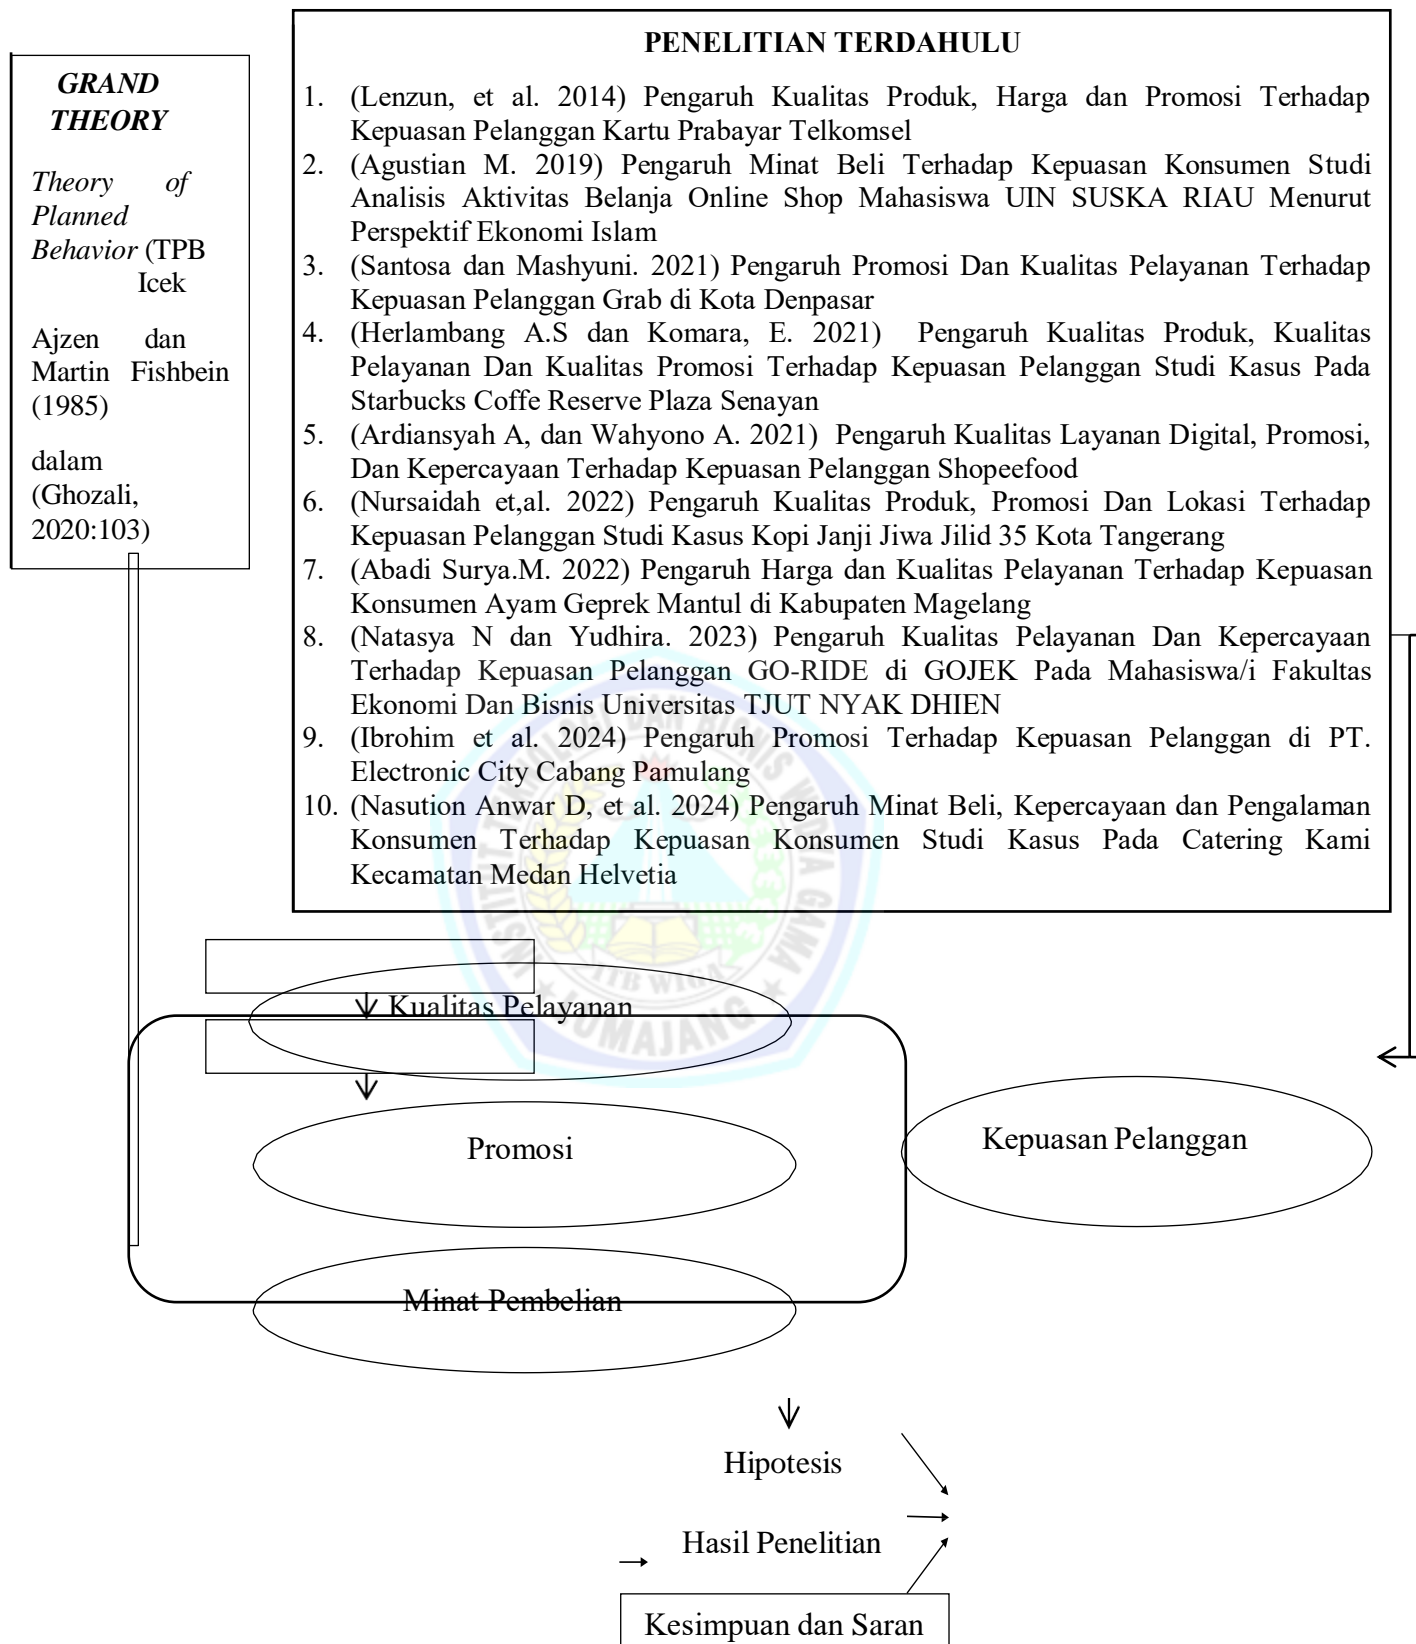 GRAND
THEORY
Theory of
Planned
Behavior (TPB
Icek
Ajzen dan
Martin Fishbein
(1985)
dalam
(Ghozali,
2020:103)
PENELITIAN TERDAHULU
1. (Lenzun, et al. 2014) Pengaruh Kualitas Produk, Harga dan Promosi Terhadap
Kepuasan Pelanggan Kartu Prabayar Telkomsel
2. (Agustian M. 2019) Pengaruh Minat Beli Terhadap Kepuasan Konsumen Studi
Analisis Aktivitas Belanja Online Shop Mahasiswa UIN SUSKA RIAU Menurut
Perspektif Ekonomi Islam
3. (Santosa dan Mashyuni. 2021) Pengaruh Promosi Dan Kualitas Pelayanan Terhadap
Kepuasan Pelanggan Grab di Kota Denpasar
4. (Herlambang A.S dan Komara, E. 2021) Pengaruh Kualitas Produk, Kualitas
Pelayanan Dan Kualitas Promosi Terhadap Kepuasan Pelanggan Studi Kasus Pada
Starbucks Coffe Reserve Plaza Senayan
5. (Ardiansyah A, dan Wahyono A. 2021) Pengaruh Kualitas Layanan Digital, Promosi,
Dan Kepercayaan Terhadap Kepuasan Pelanggan Shopeefood
6. (Nursaidah et,al. 2022) Pengaruh Kualitas Produk, Promosi Dan Lokasi Terhadap
Kepuasan Pelanggan Studi Kasus Kopi Janji Jiwa Jilid 35 Kota Tangerang
7. (Abadi Surya.M. 2022) Pengaruh Harga dan Kualitas Pelayanan Terhadap Kepuasan
Konsumen Ayam Geprek Mantul di Kabupaten Magelang
8. (Natasya N dan Yudhira. 2023) Pengaruh Kualitas Pelayanan Dan Kepercayaan
Terhadap Kepuasan Pelanggan GO-RIDE di GOJEK Pada Mahasiswa/i Fakultas
Ekonomi Dan Bisnis Universitas TJUT NYAK DHIEN
9. (Ibrohim et al. 2024) Pengaruh Promosi Terhadap Kepuasan Pelanggan di PT.
Electronic City Cabang Pamulang
10. (Nasution Anwar D, et al. 2024) Pengaruh Minat Beli, Kepercayaan dan Pengalaman
Konsumen Terhadap Kepuasan Konsumen Studi Kasus Pada Catering Kami
Kecamatan Medan Helvetia
INSTITUT TEKNOLOGI DAN BISNIS WIDYA GAMA
ITB WIGA
LUMAJANG
Kualitas Pelayanan
Promosi
Kepuasan Pelanggan
Minat Pembelian
Hipotesis
Hasil Penelitian
Kesimpuan dan Saran